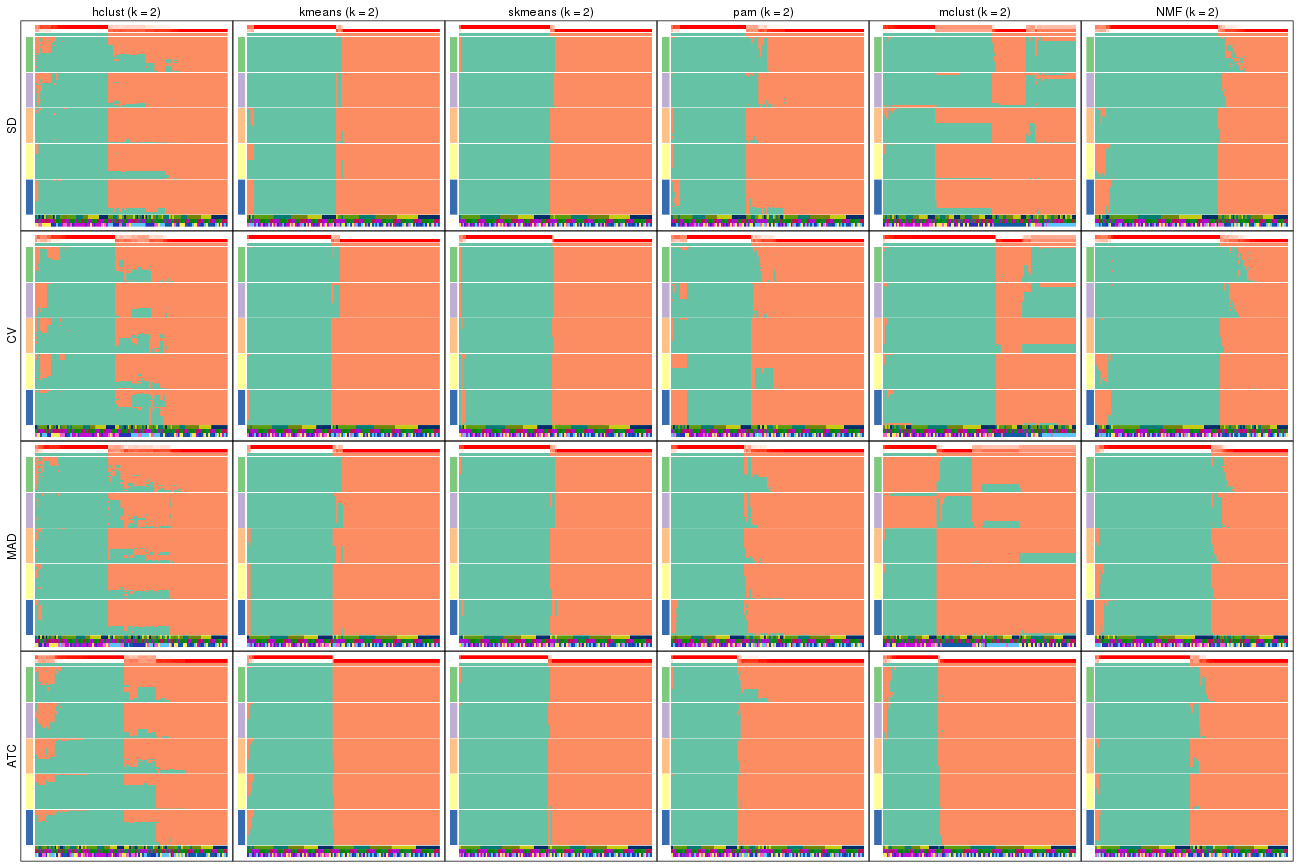 hclust (k = 2)
kmeans (k = 2)
skmeans (k = 2)
pam (k = 2)
mclust (k = 2)
NMF (k = 2)
SD
CV
MAD
ATC